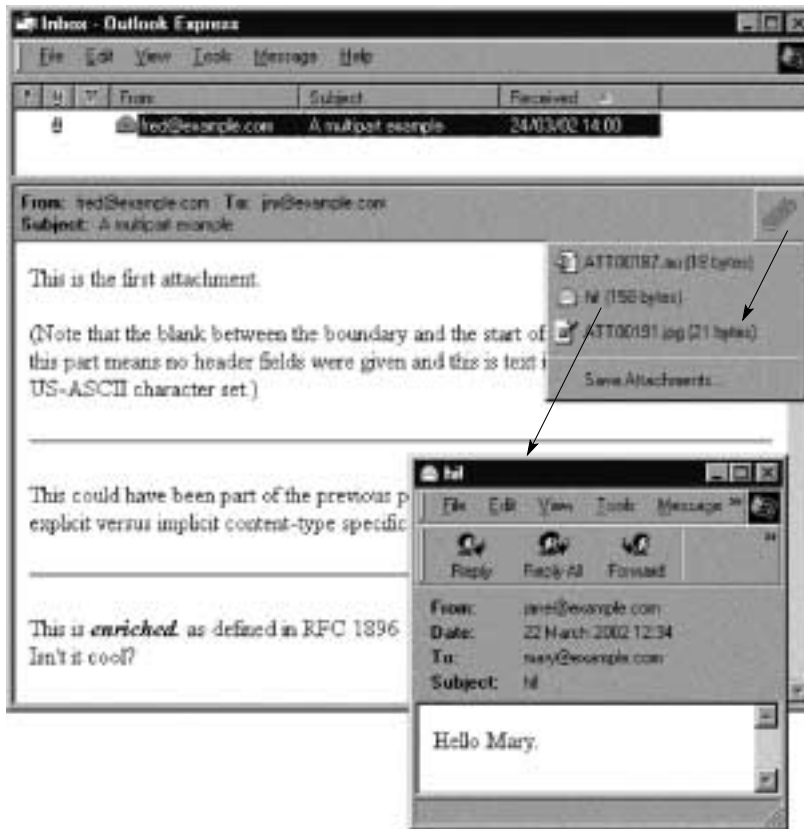 Inbox - Outlook Express
File Edit View Tools Message Help
From Subject Received
fred@example.com A multipart example 24/03/02 14:00
From: fred@example.com To: jim@example.com
Subject: A multipart example
This is the first attachment.
(Note that the blank between the boundary and the start of
this part means no header fields were given and this is text i
US-ASCII character set.)
This could have been part of the previous p
explicit versus implicit content-type specific
This is enriched. as defined in RFC 1896
Isn't it cool?
ATT00187.au (18 bytes)
hi! (156 bytes)
ATT00191.jpg (21 bytes)
Save Attachments...
hi!
File Edit View Tools Message »
Reply Reply All Forward »
From: jane@example.com
Date: 22 March 2002 12:34
To: mary@example.com
Subject: hi!
Hello Mary.